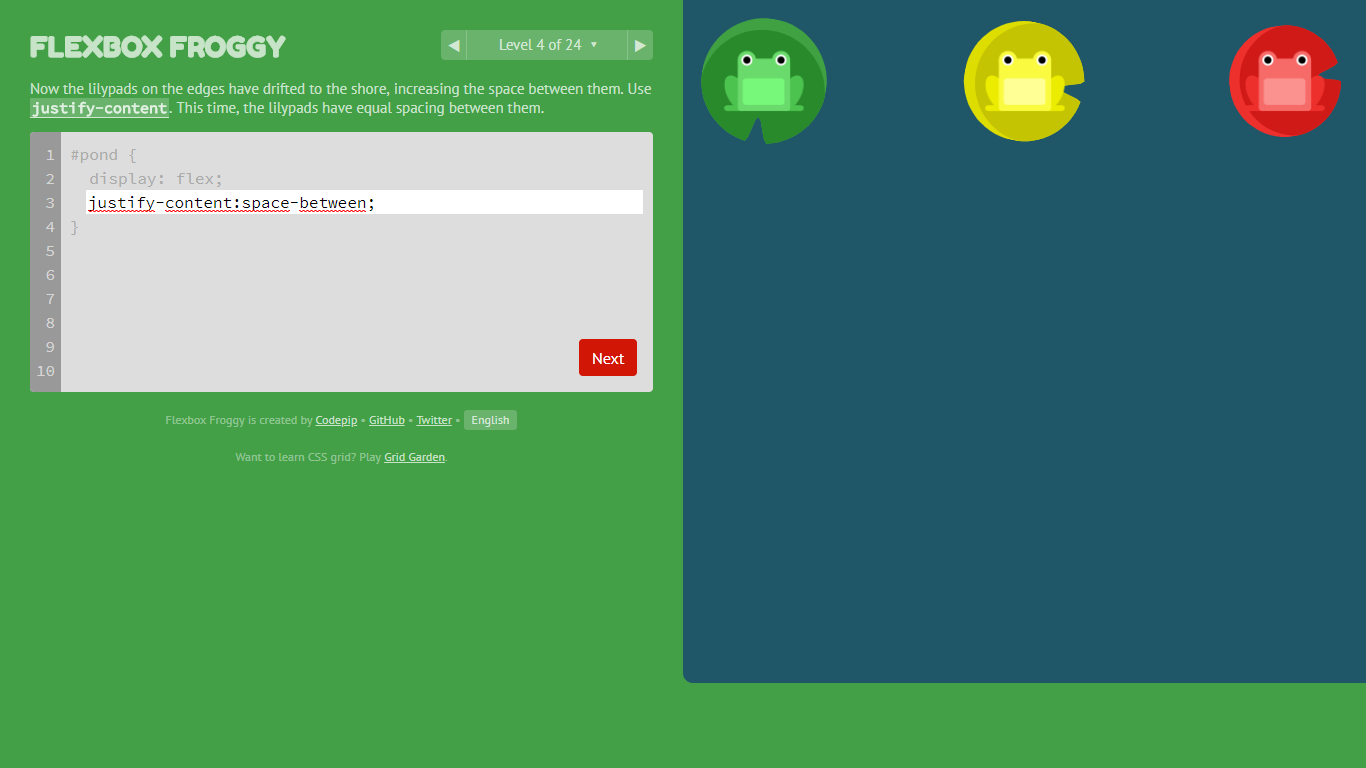 FLEXBOX FROGGY
◀ Level 4 of 24 ▾ ▶
Now the lilypads on the edges have drifted to the shore, increasing the space between them. Use
justify-content. This time, the lilypads have equal spacing between them.
1 #pond {
2 display: flex;
3 justify-content:space-between;
4 }
5
6
7
8
9
10
Next
Flexbox Froggy is created by Codepip • GitHub • Twitter • English
Want to learn CSS grid? Play Grid Garden.